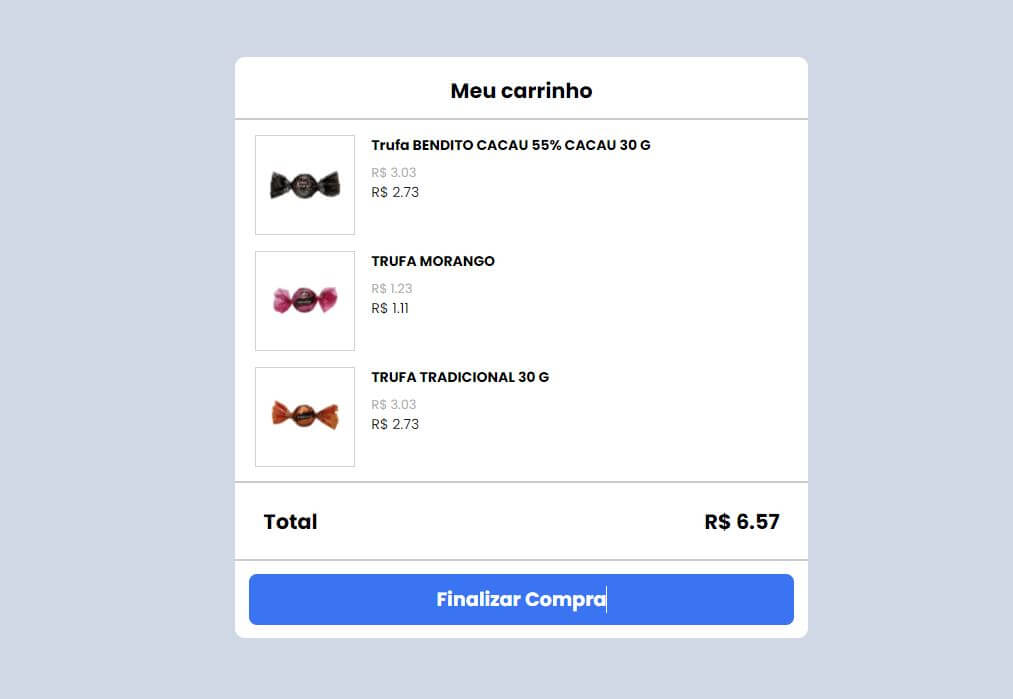 Meu carrinho
Trufa BENDITO CACAU 55% CACAU 30 G
R$ 3.03
R$ 2.73
TRUFA MORANGO
R$ 1.23
R$ 1.11
TRUFA TRADICIONAL 30 G
R$ 3.03
R$ 2.73
Total
R$ 6.57
Finalizar Compra